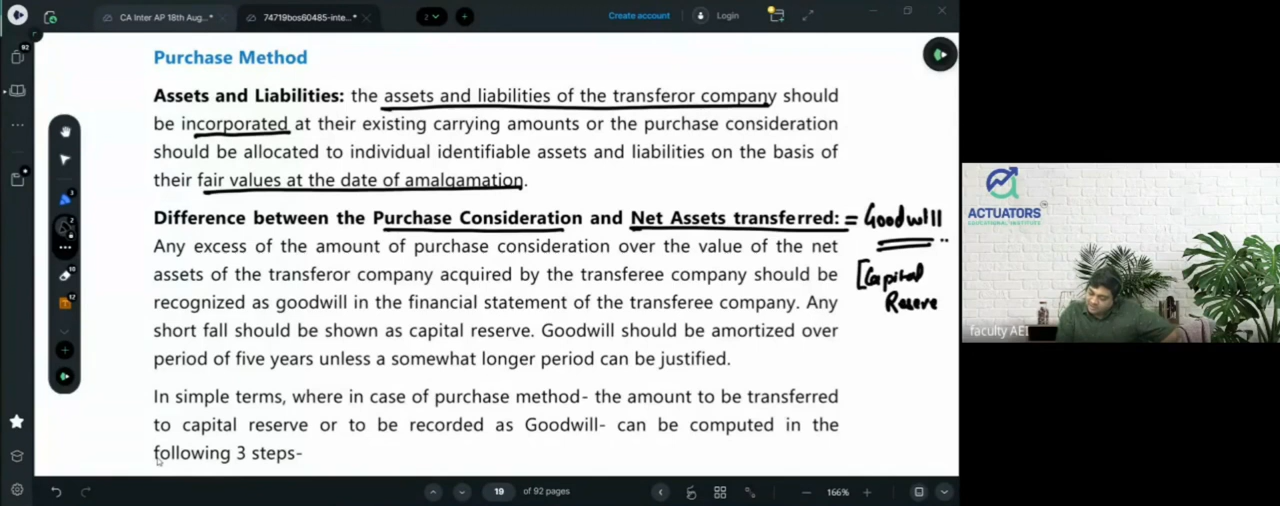 CA Inter AP 18th Aug...*
74719bos60485-inte...*
2
Create account
Login
92
Purchase Method
Assets and Liabilities: the assets and liabilities of the transferor company should
be incorporated at their existing carrying amounts or the purchase consideration
should be allocated to individual identifiable assets and liabilities on the basis of
their fair values at the date of amalgamation.
Difference between the Purchase Consideration and Net Assets transferred: = Goodwill
Any excess of the amount of purchase consideration over the value of the net
assets of the transferor company acquired by the transferee company should be
recognized as goodwill in the financial statement of the transferee company. Any
short fall should be shown as capital reserve. Goodwill should be amortized over
period of five years unless a somewhat longer period can be justified.
[Capital
Reserve
In simple terms, where in case of purchase method- the amount to be transferred
to capital reserve or to be recorded as Goodwill- can be computed in the
following 3 steps-
3
2
10
12
19
of 92 pages
166%
ACTUATORS
EDUCATIONAL INSTITUTE
faculty AEI